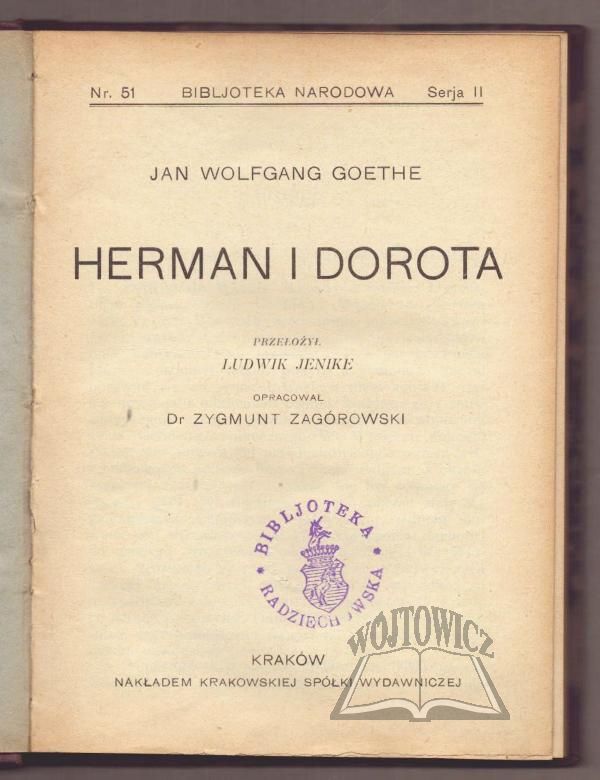 Nr. 51 BIBLJOTEKA NARODOWA Serja II
JAN WOLFGANG GOETHE
HERMAN I DOROTA
PRZEŁOŻYŁ
LUDWIK JENIKE
OPRACOWAŁ
Dr ZYGMUNT ZAGÓROWSKI
* BIBLJOTEKA *
KRAKÓW
NAKŁADEM KRAKOWSKIEJ SPÓŁKI WYDAWNICZEJ
WÓJTOWICZ